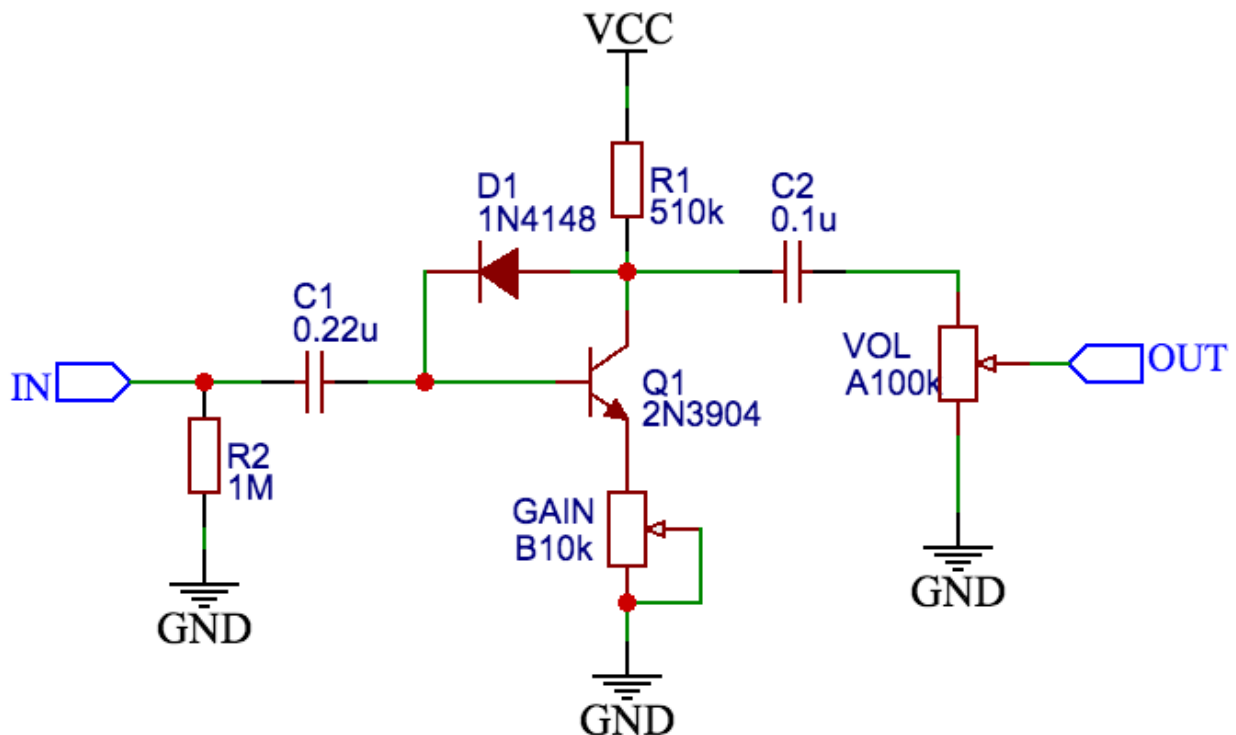 VCC
R1
510k
D1
1N4148
C2
0.1u
C1
0.22u
IN
R2
1M
GND
Q1
2N3904
GAIN
B10k
GND
VOL
A100k
OUT
GND